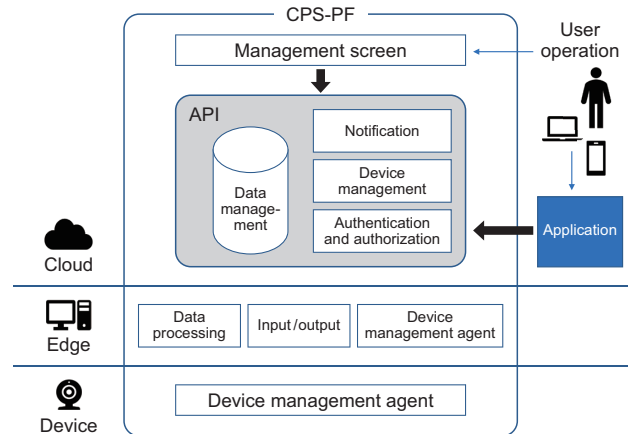 CPS-PF
Management screen
User
operation
API
Notification
Data
manage-
ment
Device
management
Authentication
and authorization
Application
Cloud
Data
processing
Input/output
Device
management agent
Edge
Device management agent
Device